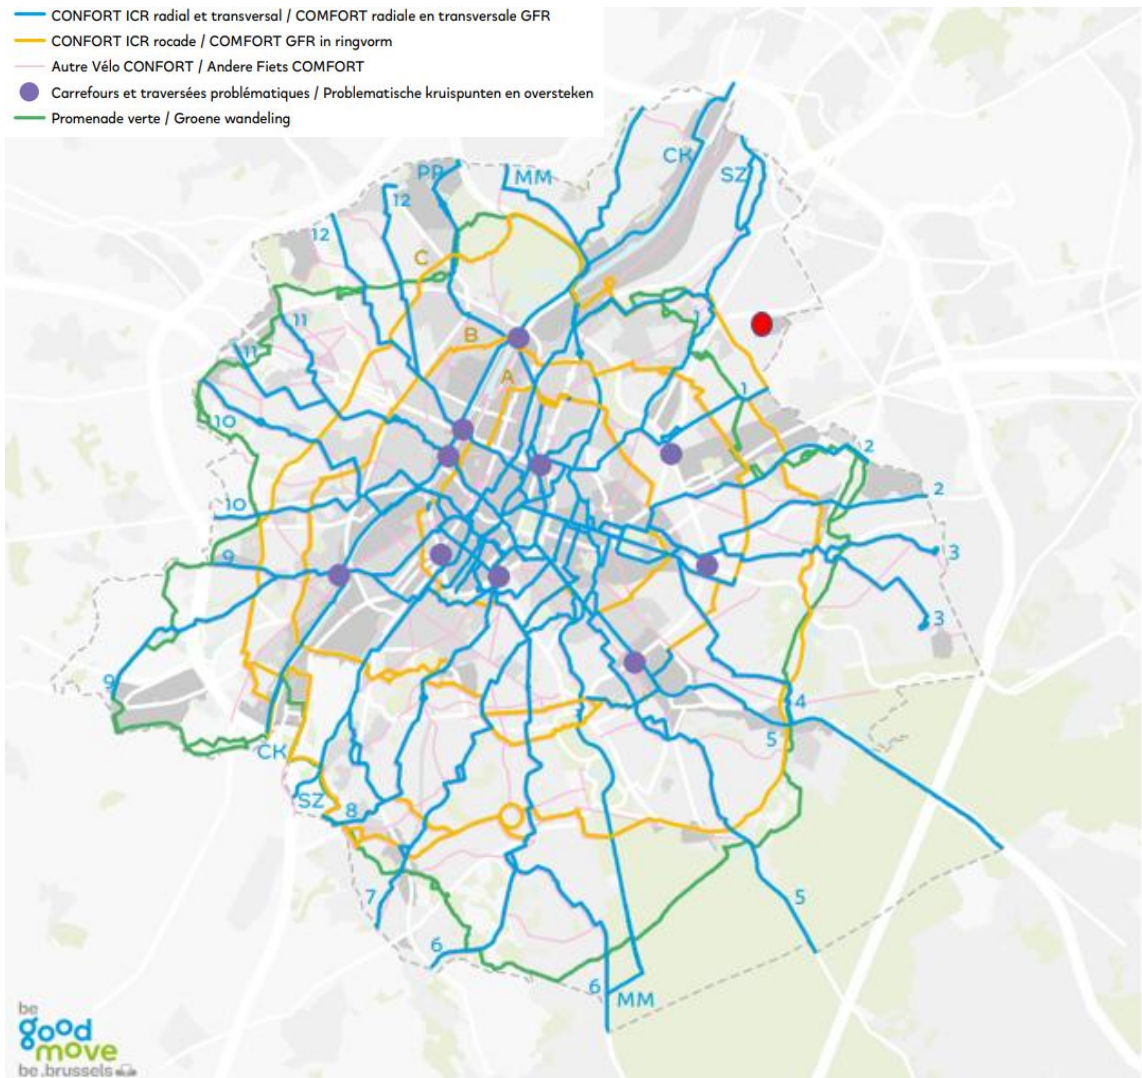 CONFORT ICR radial et transversal / COMFORT radiale en transversale GFR
CONFORT ICR rocade / COMFORT GFR in ringvorm
Autre Vélo CONFORT / Andere Fiets COMFORT
Carrefours et traversées problématiques / Problematische kruispunten en oversteken
Promenade verte / Groene wandeling
CK
PP
MM
SZ
12
12
C
11
B
11
A
1
10
2
2
10
3
9
3
9
4
5
CK
SZ
8
7
5
6
6
MM
be
good
move
be.brussels